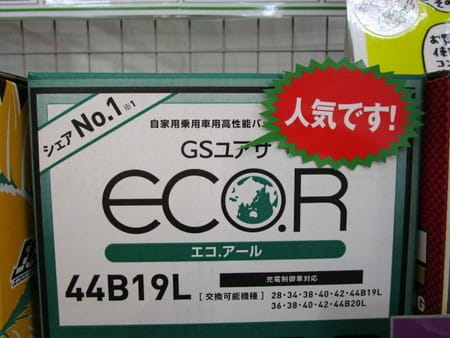 シェア No.1 ※1
自家用乗用車用高性能バ
人気です!
GSユアサ
ECO.R
エコ.アール
44B19L
充電制御車対応
[交換可能機種]
28・34・38・40・42・44B19L
36・38・40・42・44B20L